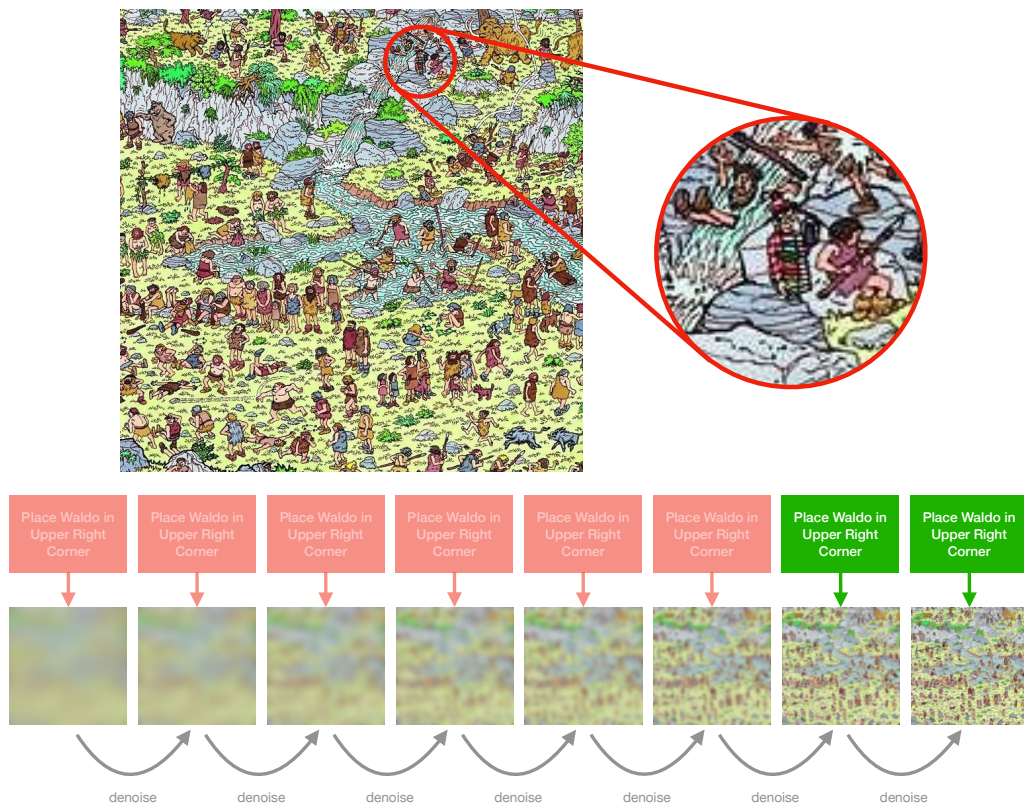 Place Waldo in
Upper Right
Corner
Place Waldo in
Upper Right
Corner
Place Waldo in
Upper Right
Corner
Place Waldo in
Upper Right
Corner
Place Waldo in
Upper Right
Corner
Place Waldo in
Upper Right
Corner
Place Waldo in
Upper Right
Corner
Place Waldo in
Upper Right
Corner
denoise
denoise
denoise
denoise
denoise
denoise
denoise